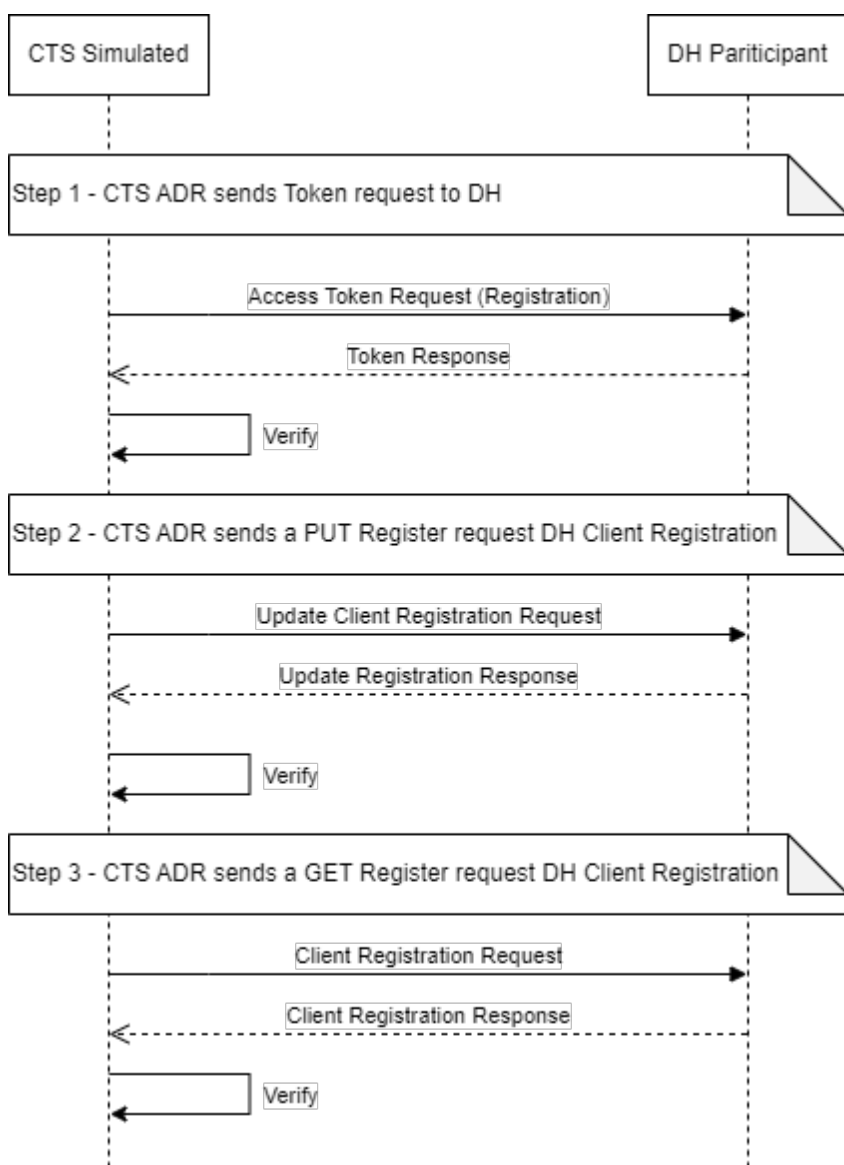 CTS Simulated
DH Pariticipant
Step 1 - CTS ADR sends Token request to DH
Access Token Request (Registration)
Token Response
Verify
Step 2 - CTS ADR sends a PUT Register request DH Client Registration
Update Client Registration Request
Update Registration Response
Verify
Step 3 - CTS ADR sends a GET Register request DH Client Registration
Client Registration Request
Client Registration Response
Verify